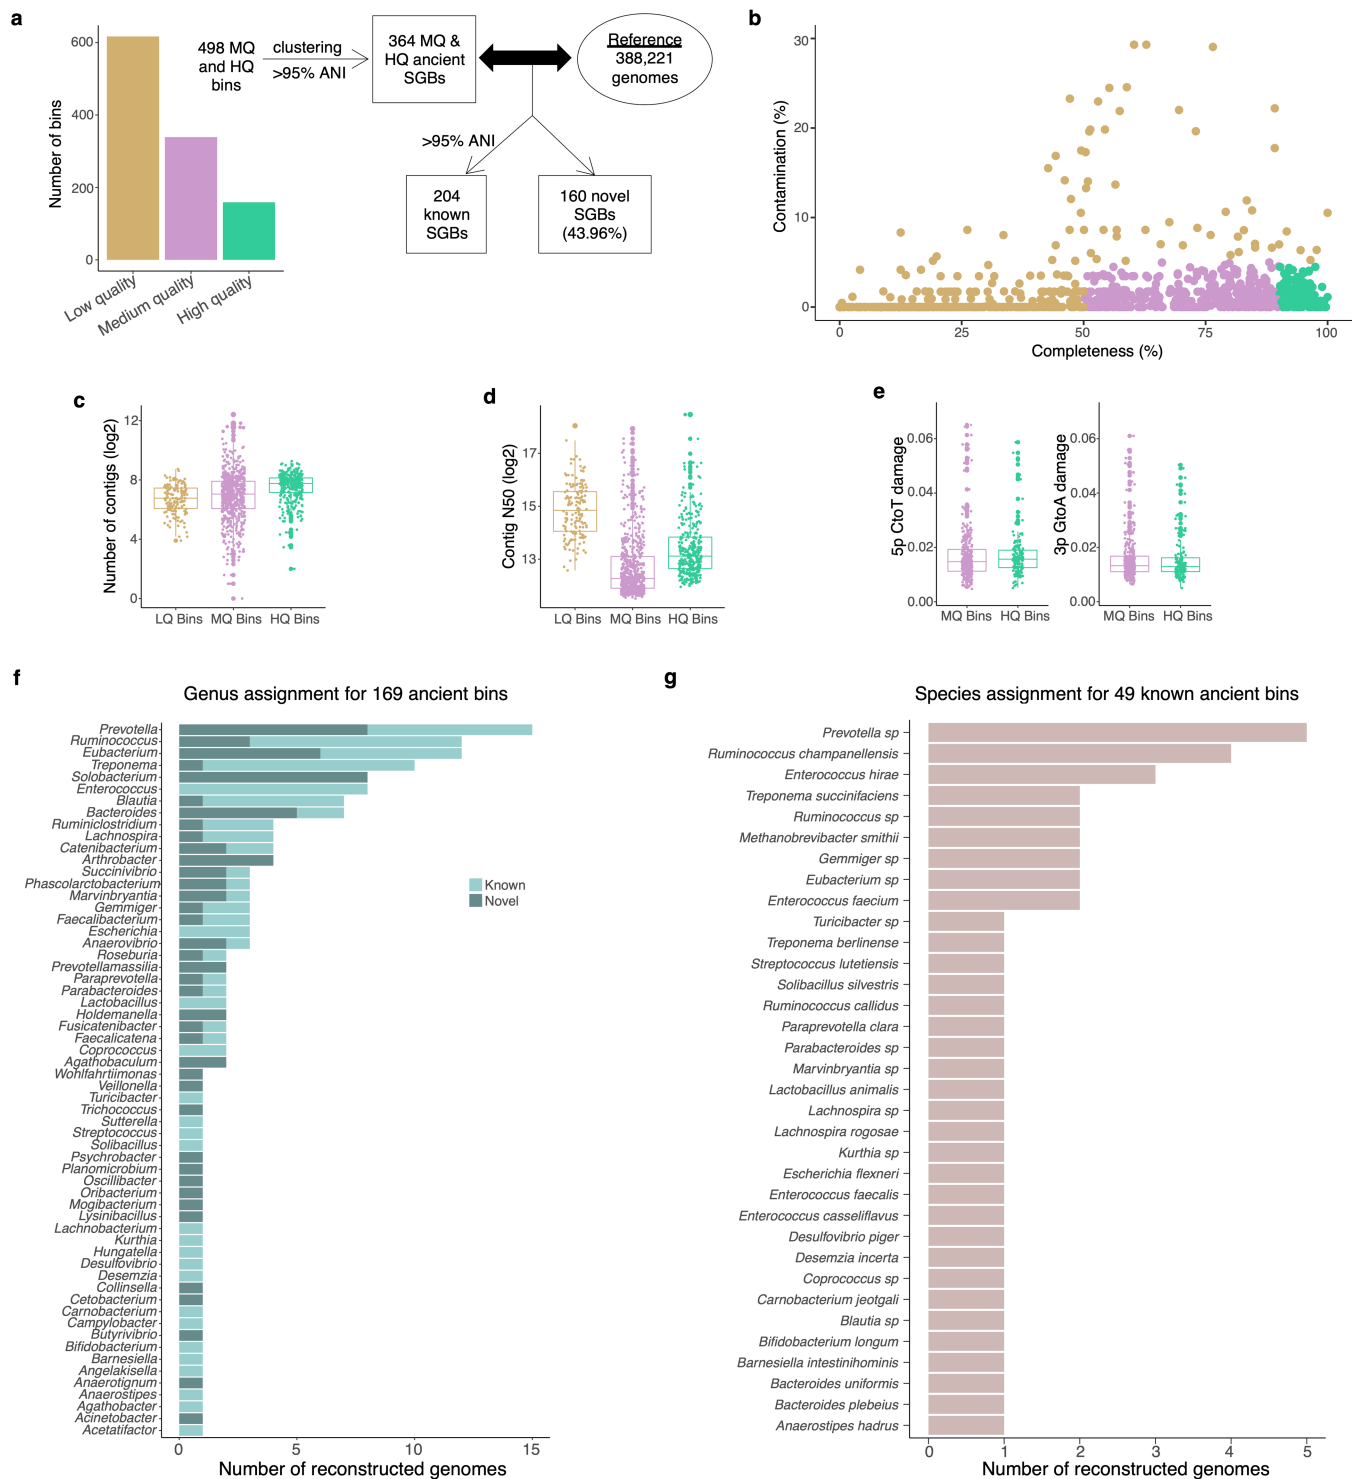 a
Number of bins
600
400
200
0
Low quality
Medium quality
High quality
498 MQ
and HQ
bins
clustering
>95% ANI
364 MQ &
HQ ancient
SGBs
Reference
388,221
genomes
>95% ANI
204
known
SGBs
160 novel
SGBs
(43.96%)
b
Contamination (%)
30
20
10
0
0
25
50
75
100
Completeness (%)
c
Number of contigs (log2)
12
8
4
0
LQ Bins
MQ Bins
HQ Bins
d
Contig N50 (log2)
17
15
13
LQ Bins
MQ Bins
HQ Bins
e
5p CtoT damage
0.06
0.04
0.02
0.00
MQ Bins
HQ Bins
3p GtoA damage
0.06
0.04
0.02
0.00
MQ Bins
HQ Bins
f
Genus assignment for 169 ancient bins
Prevotella
Ruminococcus
Eubacterium
Treponema
Solobacterium
Enterococcus
Blautia
Bacteroides
Ruminiclostridium
Lachnospira
Catenibacterium
Arthrobacter
Succinivibrio
Phascolarctobacterium
Marvinbryantia
Gemmiger
Faecalibacterium
Escherichia
Anaerovibrio
Roseburia
Prevotellamassilia
Paraprevotella
Parabacteroides
Lactobacillus
Holdemanella
Fusicatenibacter
Faecalicatena
Coprococcus
Agathobaculum
Wohlfahrtiimonas
Veillonella
Turicibacter
Trichococcus
Sutterella
Streptococcus
Solibacillus
Psychrobacter
Planomicrobium
Oscillibacter
Oribacterium
Mogibacterium
Lysinibacillus
Lachnobacterium
Kurthia
Hungatella
Desulfovibrio
Desemzia
Collinsella
Cetobacterium
Carnobacterium
Campylobacter
Butyrivibrio
Bifidobacterium
Barnesiella
Angelakisella
Anaerotignum
Anaerostipes
Agathobacter
Acinetobacter
Acetatifactor
Known
Novel
0
5
10
15
Number of reconstructed genomes
g
Species assignment for 49 known ancient bins
Prevotella sp
Ruminococcus champanellensis
Enterococcus hirae
Treponema succinifaciens
Ruminococcus sp
Methanobrevibacter smithii
Gemmiger sp
Eubacterium sp
Enterococcus faecium
Turicibacter sp
Treponema berlinense
Streptococcus lutetiensis
Solibacillus silvestris
Ruminococcus callidus
Paraprevotella clara
Parabacteroides sp
Marvinbryantia sp
Lactobacillus animalis
Lachnospira sp
Lachnospira rogosae
Kurthia sp
Escherichia flexneri
Enterococcus faecalis
Enterococcus casseliflavus
Desulfovibrio piger
Desemzia incerta
Coprococcus sp
Carnobacterium jeotgali
Blautia sp
Bifidobacterium longum
Barnesiella intestinihominis
Bacteroides uniformis
Bacteroides plebeius
Anaerostipes hadrus
0
1
2
3
4
5
Number of reconstructed genomes